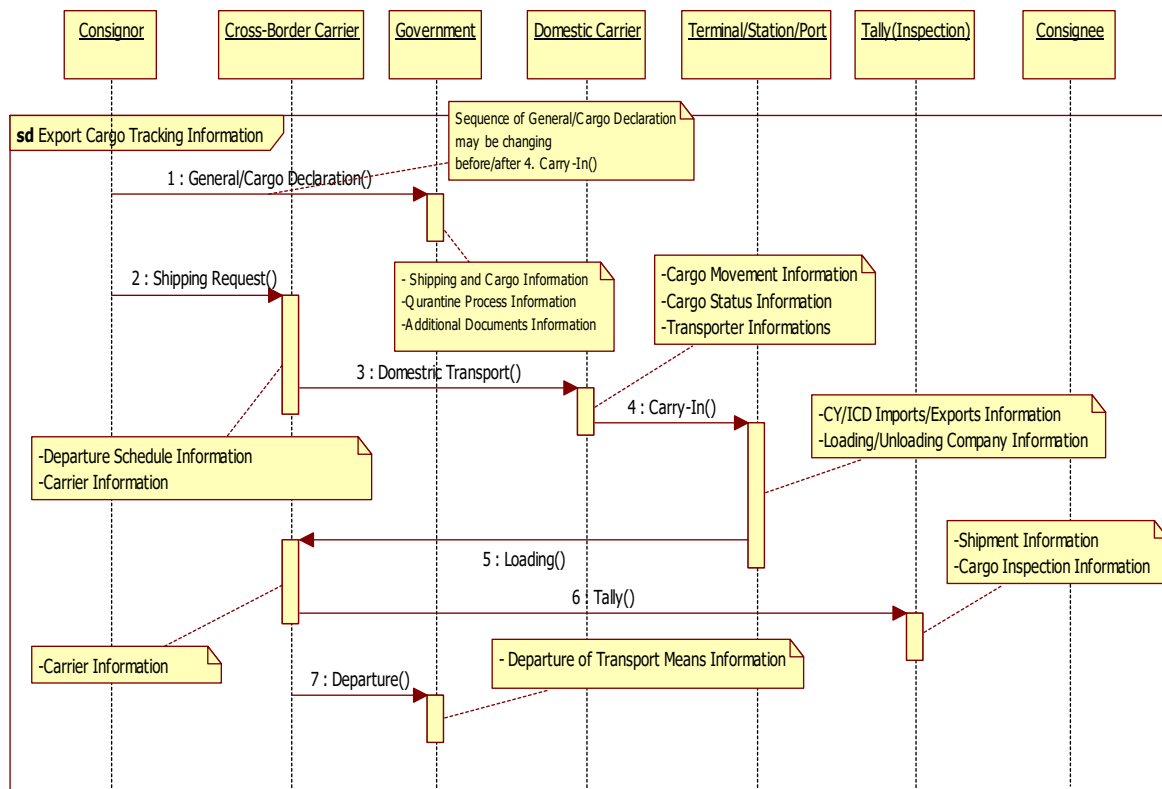 Consignor
Cross-Border Carrier
Government
Domestic Carrier
Terminal/Station/Port
Tally(Inspection)
Consignee
sd Export Cargo Tracking Information
Sequence of General/Cargo Declaration
may be changing
before/after 4. Carry-In()
1 : General/Cargo Declaration()
- Shipping and Cargo Information
-Qurantine Process Information
-Additional Documents Information
-Cargo Movement Information
-Cargo Status Information
-Transporter Informations
2 : Shipping Request()
3 : Domestric Transport()
4 : Carry-In()
-CY/ICD Imports/Exports Information
-Loading/Unloading Company Information
-Departure Schedule Information
-Carrier Information
5 : Loading()
-Shipment Information
-Cargo Inspection Information
6 : Tally()
-Carrier Information
- Departure of Transport Means Information
7 : Departure()